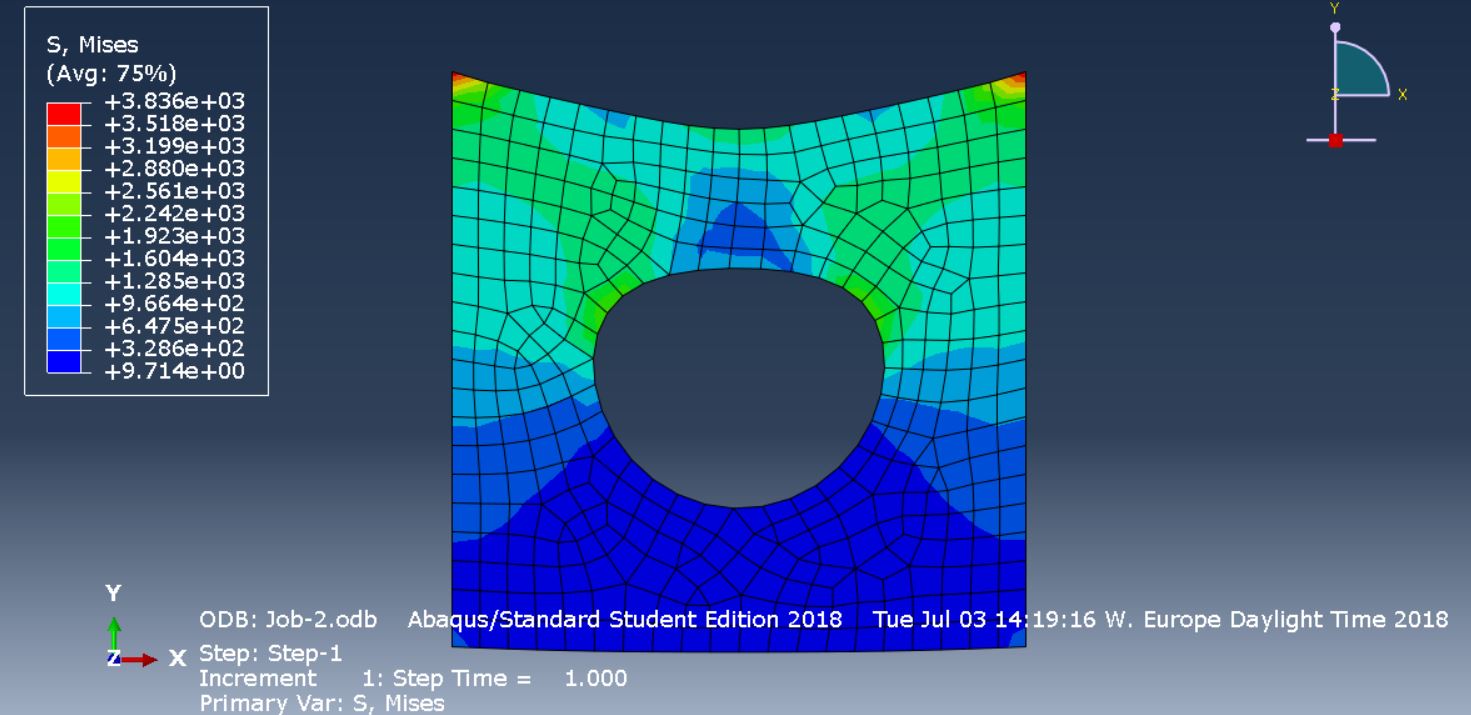 S, Mises
(Avg: 75%)
+3.836e+03
+3.518e+03
+3.199e+03
+2.880e+03
+2.561e+03
+2.242e+03
+1.923e+03
+1.604e+03
+1.285e+03
+9.664e+02
+6.475e+02
+3.286e+02
+9.714e+00
Y
Z X
Y
Z X
ODB: Job-2.odb Abaqus/Standard Student Edition 2018 Tue Jul 03 14:19:16 W. Europe Daylight Time 2018
Step: Step-1
Increment 1: Step Time = 1.000
Primary Var: S, Mises